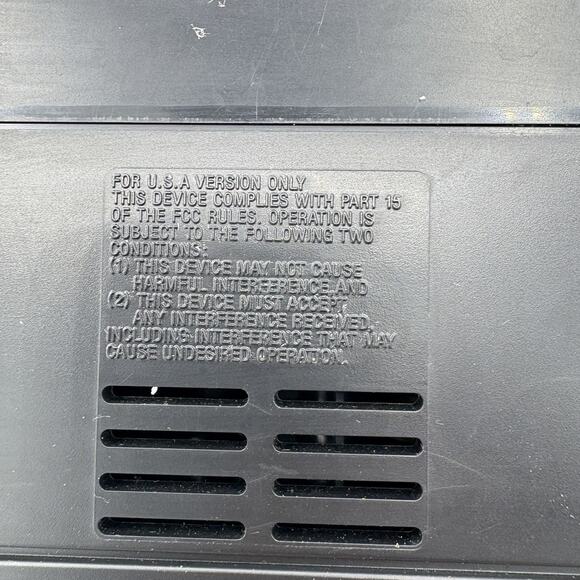 FOR U.S.A VERSION ONLY
THIS DEVICE COMPLIES WITH PART 15
OF THE FCC RULES. OPERATION IS
SUBJECT TO THE FOLLOWING TWO
CONDITIONS:
(1) THIS DEVICE MAY NOT CAUSE
HARMFUL INTERFERENCE,AND
(2) THIS DEVICE MUST ACCEPT
ANY INTERFERENCE RECEIVED,
INCLUDING INTERFERENCE THAT MAY
CAUSE UNDESIRED OPERATION.